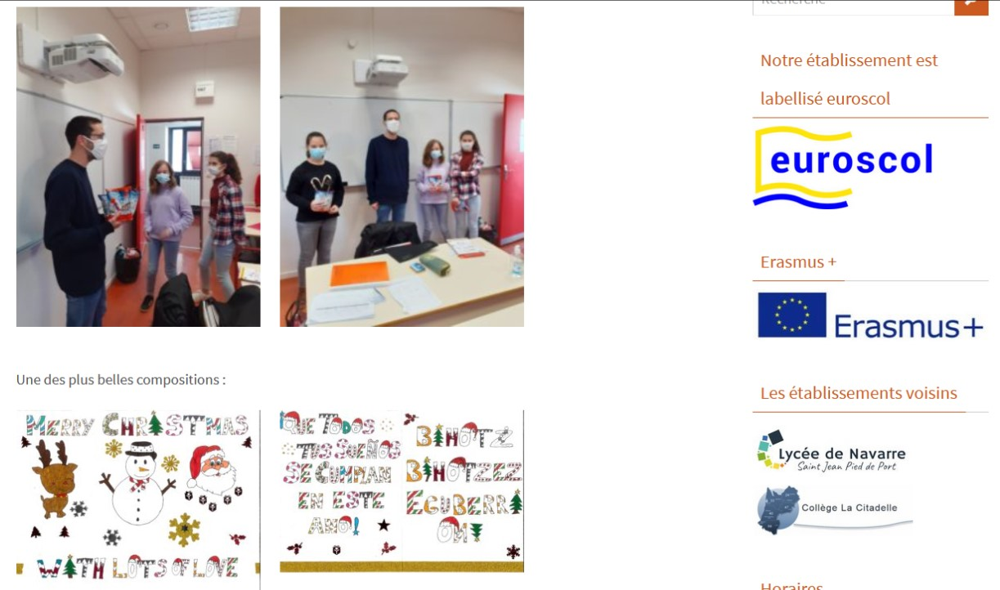 Recherche
Notre établissement est
labellisé euroscol
euroscol
Erasmus +
Erasmus+
Les établissements voisins
Lycée de Navarre
Saint Jean Pied de Port
Collège La Citadelle
Horaires
Une des plus belles compositions :
MERRY CHRISTMAS
WITH LOTS OF LOVE
QUE TODOS
TUS SUEÑOS
SE CUMPLAN
EN ESTE
AÑO!
BIHOTZ
BIHOTZEZ
EGUBERRI
ON!